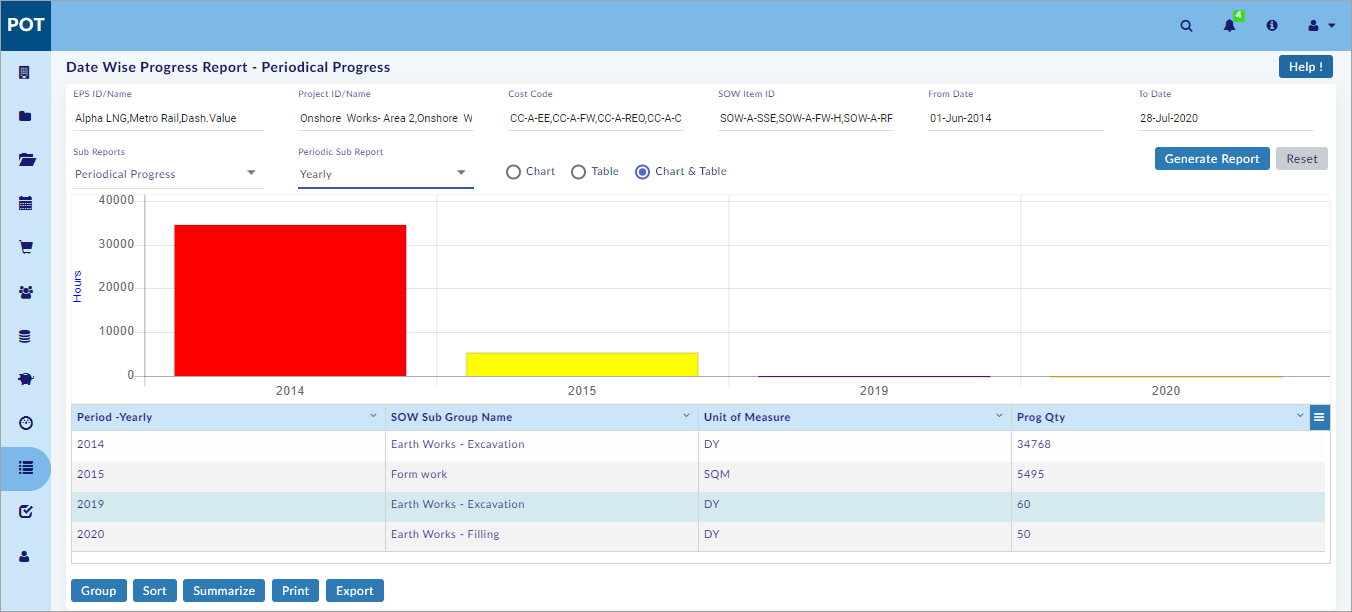 POT
4
Date Wise Progress Report - Periodical Progress
Help !
EPS ID/Name Project ID/Name Cost Code SOW Item ID From Date To Date
Alpha LNG,Metro Rail,Dash.Value Onshore Works- Area 2,Onshore W CC-A-EE,CC-A-FW,CC-A-REO,CC-A-C SOW-A-SSE,SOW-A-FW-H,SOW-A-RF 01-Jun-2014 28-Jul-2020
Sub Reports Periodic Sub Report
Periodical Progress Yearly Chart Table Chart & Table Generate Report Reset
40000
30000
20000
10000
0
Hours
2014 2015 2019 2020
Period -Yearly SOW Sub Group Name Unit of Measure Prog Qty
2014 Earth Works - Excavation DY 34768
2015 Form work SQM 5495
2019 Earth Works - Excavation DY 60
2020 Earth Works - Filling DY 50
Group Sort Summarize Print Export